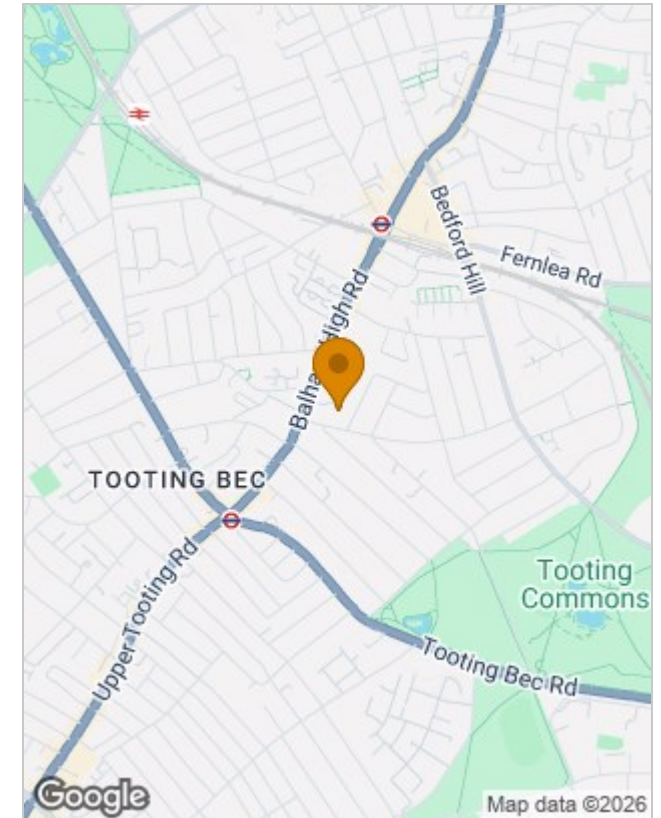 Bedford Hill
Fernlea Rd
Balham High Rd
TOOTING BEC
Upper Tooting Rd
Tooting
Commons
Tooting Bec Rd
Google
Map data ©2026